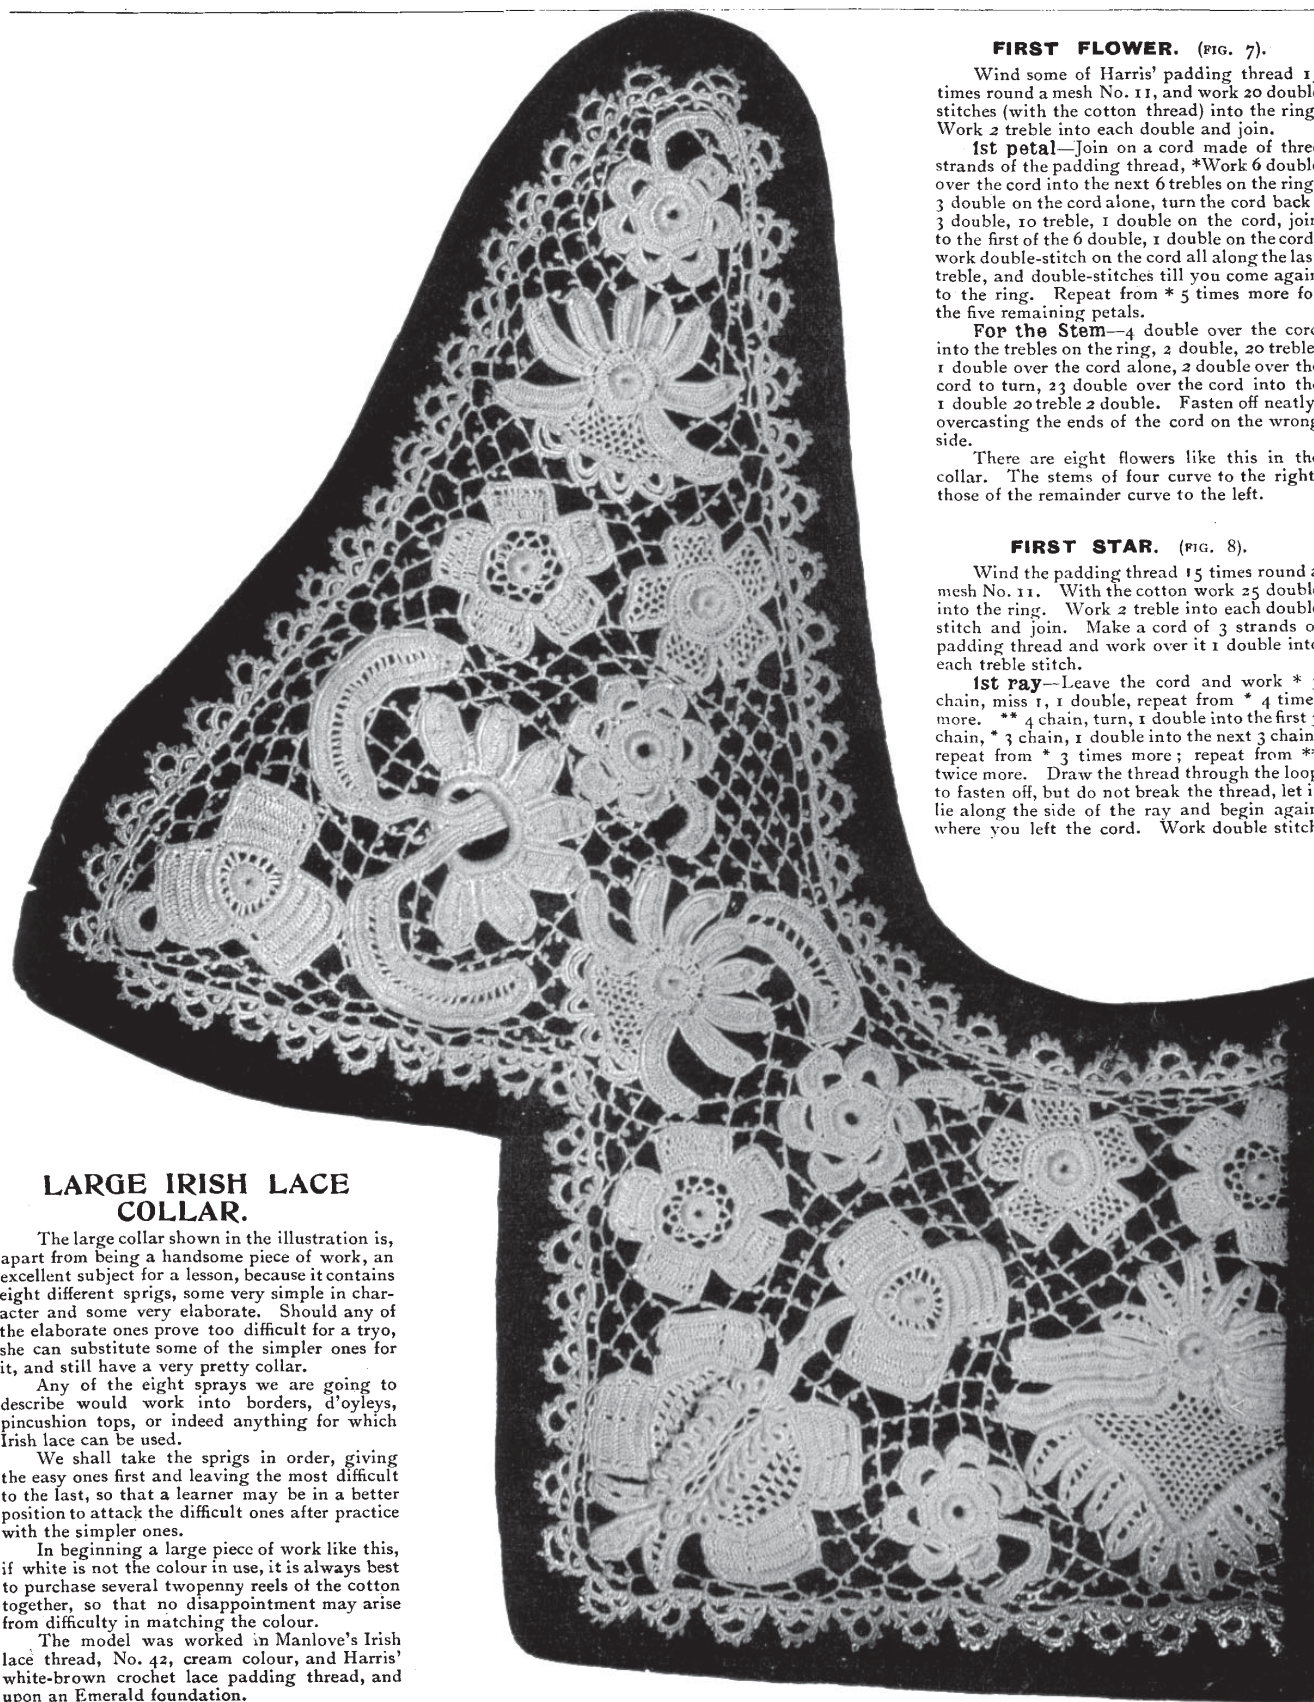 LARGE IRISH LACE
COLLAR.
The large collar shown in the illustration is,
apart from being a handsome piece of work, an
excellent subject for a lesson, because it contains
eight different sprigs, some very simple in char-
acter and some very elaborate. Should any of
the elaborate ones prove too difficult for a tryo,
she can substitute some of the simpler ones for
it, and still have a very pretty collar.
Any of the eight sprays we are going to
describe would work into borders, d'oyleys,
pincushion tops, or indeed anything for which
Irish lace can be used.
We shall take the sprigs in order, giving
the easy ones first and leaving the most difficult
to the last, so that a learner may be in a better
position to attack the difficult ones after practice
with the simpler ones.
In beginning a large piece of work like this,
if white is not the colour in use, it is always best
to purchase several twopenny reels of the cotton
together, so that no disappointment may arise
from difficulty in matching the colour.
The model was worked in Manlove's Irish
lace thread, No. 42, cream colour, and Harris'
white-brown crochet lace padding thread, and
upon an Emerald foundation.
FIRST FLOWER. (FIG. 7).
Wind some of Harris' padding thread
times round a mesh No. 11, and work 20 doubl
stitches (with the cotton thread) into the ring
Work 2 treble into each double and join.
1st petal—Join on a cord made of thre
strands of the padding thread, *Work 6 doubl
over the cord into the next 6 trebles on the ring
3 double on the cord alone, turn the cord back
3 double, 10 treble, 1 double on the cord, join
to the first of the 6 double, 1 double on the cord
work double-stitch on the cord all along the las
treble, and double-stitches till you come again
to the ring. Repeat from * 5 times more fo
the five remaining petals.
For the Stem—4 double over the cord
into the trebles on the ring, 2 double, 20 treble
1 double over the cord alone, 2 double over th
cord to turn, 23 double over the cord into th
1 double 20 treble 2 double. Fasten off neatly
overcasting the ends of the cord on the wrong
side.
There are eight flowers like this in th
collar. The stems of four curve to the right
those of the remainder curve to the left.
FIRST STAR. (FIG. 8).
Wind the padding thread 15 times round a
mesh No. 11. With the cotton work 25 doubl
into the ring. Work 2 treble into each doubl
stitch and join. Make a cord of 3 strands o
padding thread and work over it 1 double int
each treble stitch.
1st ray—Leave the cord and work *
chain, miss 1, 1 double, repeat from * 4 time
more. ** 4 chain, turn, 1 double into the first
chain, * 3 chain, 1 double into the next 3 chain
repeat from * 3 times more; repeat from **
twice more. Draw the thread through the loop
to fasten off, but do not break the thread, let i
lie along the side of the ray and begin again
where you left the cord. Work double stitch